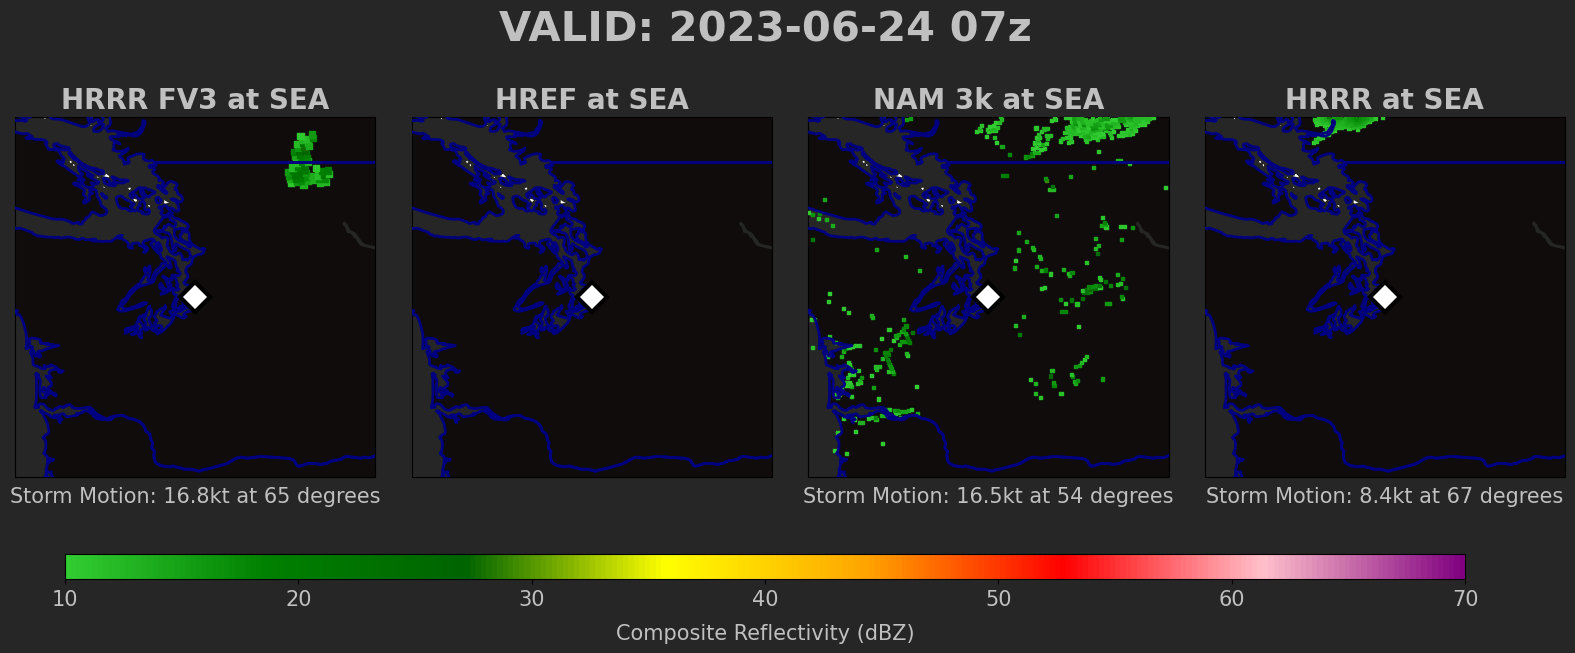 VALID: 2023-06-24 07z
HRRR FV3 at SEA
HREF at SEA
NAM 3k at SEA
HRRR at SEA
Storm Motion: 16.8kt at 65 degrees
Storm Motion: 16.5kt at 54 degrees
Storm Motion: 8.4kt at 67 degrees
10 20 30 40 50 60 70
Composite Reflectivity (dBZ)